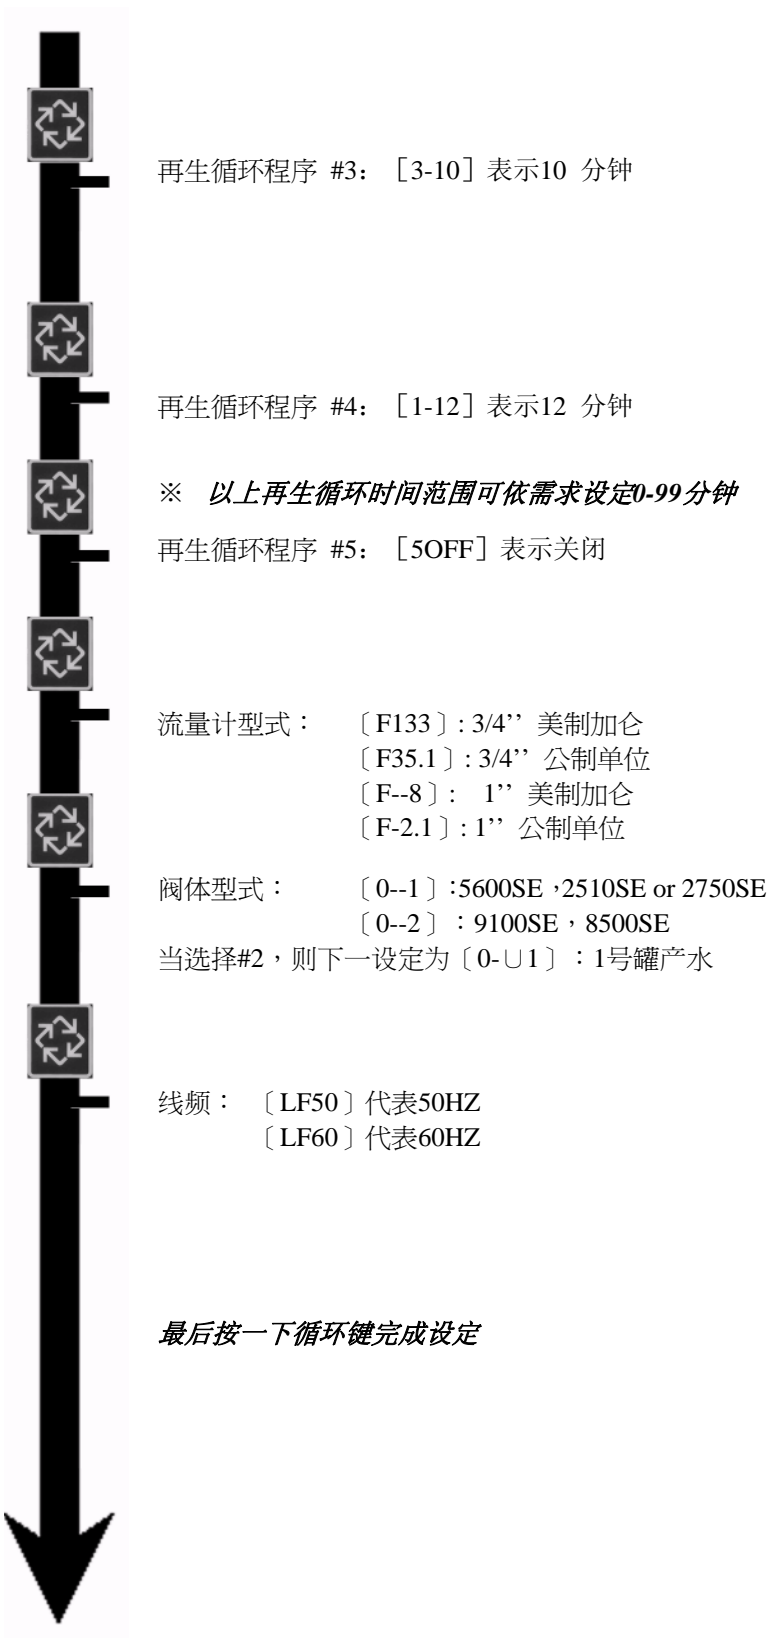 再生循环程序 #3：［3-10］表示10 分钟
再生循环程序 #4：［1-12］表示12 分钟
※ 以上再生循环时间范围可依需求设定0-99分钟
再生循环程序 #5：［5OFF］表示关闭
流量计型式： 〔F133〕: 3/4’’ 美制加仑
〔F35.1〕: 3/4’’ 公制单位
〔F--8〕: 1’’ 美制加仑
〔F-2.1〕: 1’’ 公制单位
阀体型式： 〔0--1〕:5600SE，2510SE or 2750SE
〔0--2〕：9100SE，8500SE
当选择#2，则下一设定为〔0-∪1〕：1号罐产水
线频： 〔LF50〕代表50HZ
〔LF60〕代表60HZ
最后按一下循环键完成设定